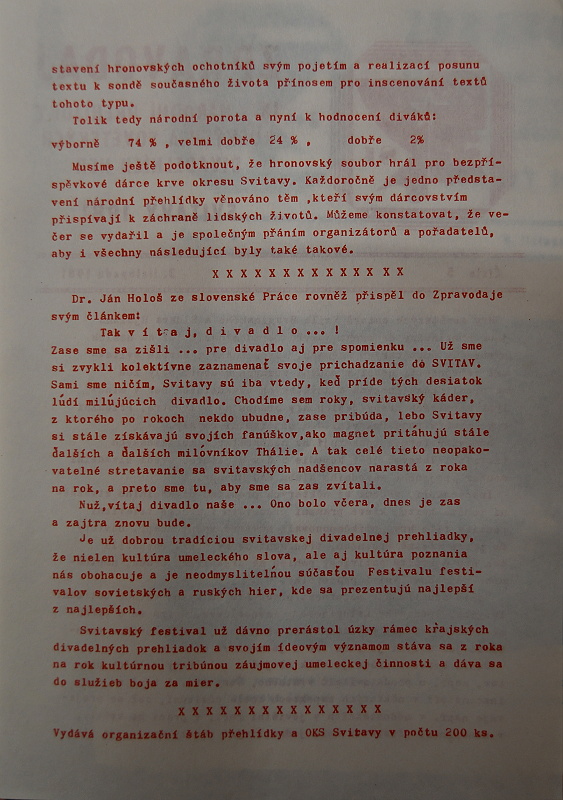 stavení hronovských ochotníků svým pojetím a realizací posunu
textu k sondě současného života přínosem pro inscenování textů
tohoto typu.
Tolik tedy národní porota a nyní k hodnocení diváků:
výborně 74 % , velmi dobře 24 % , dobře 2%
Musíme ještě podotknout, že hronovský soubor hrál pro bezpří-
spěvkové dárce krve okresu Svitavy. Každoročně je jedno předsta-
vení národní přehlídky věnováno těm ,kteří svým dárcovstvím
přispívají k záchraně lidských životů. Můžeme konstatovat, že ve-
čer se vydařil a je společným přáním organizátorů a pořadatelů,
aby i všechny následující byly také takové.
X X X X X X X X X X X X X X
Dr. Ján Hološ ze slovenské Práce rovněž přispěl do Zpravodaje
svým článkem:
Tak v í t a j, d i v a d l o ... !
Zase sme sa zišli ... pre divadlo aj pre spomienku ... Už sme
si zvykli kolektívne zaznamenať svoje prichadzanie do SVITAV.
Sami sme ničím, Svitavy sú iba vtedy, keď príde tých desiatok
ľúdí milújúcich divadlo. Chodíme sem roky, svitavský káder,
z ktorého po rokoch nekdo ubudne, zase pribúda, lebo Svitavy
si stále získávajú svojích fanúškov,ako magnet priťáhujú stále
ďalších a ďalších milóvníkov Thálie. A tak celé tieto neopako-
vatelné stretavanie sa svitavských nadšencov narastá z roka
na rok, a preto sme tu, aby sme sa zas zvítali.
Nuž,vítaj divadlo naše ... Ono bolo včera, dnes je zas
a zajtra znovu bude.
Je už dobrou tradíciou svitavskej divadelnej prehliadky,
že nielen kultúra umeleckého slova, ale aj kultúra poznania
nás obohacuje a je neodmysliteľnou súčasťou Festivalu festi-
valov sovietskych a ruských hier, kde sa prezentujú najlepší
z najlepších.
Svitavský festival už dávno prerástol úzky rámec krajských
divadelných prehliadok a svojím ídeovým významom stáva sa z roka
na rok kultúrnou tribúnou záujmovej umeleckej činnosti a dáva sa
do služieb boja za mier.
X X X X X X X X X X X X X X X
Vydává organizační štáb přehlídky a OKS Svitavy v počtu 200 ks.